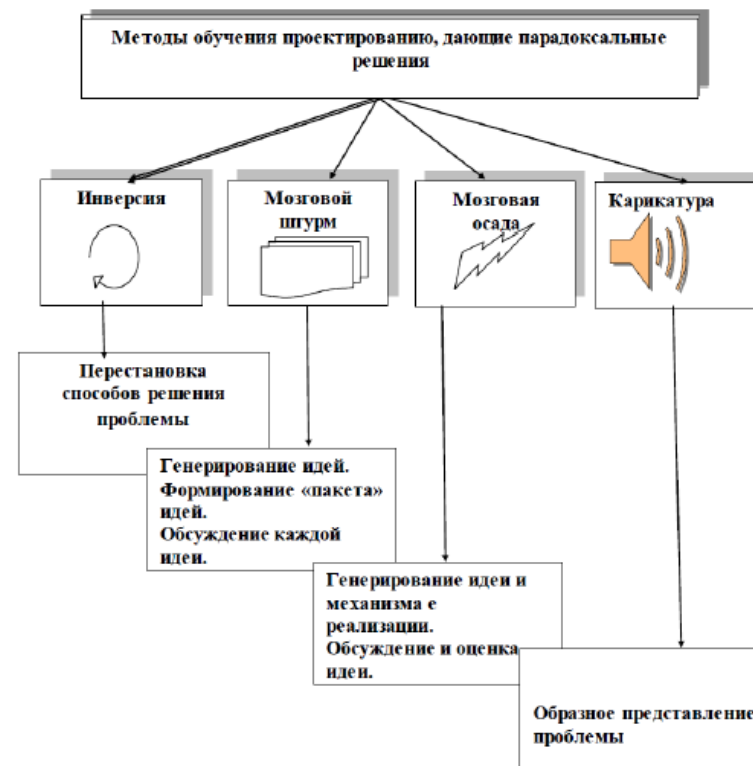 Методы обучения проектированию, дающие парадоксальные
решения
Инверсия
Мозговой
штурм
Мозговая
осада
Карикатура
Перестановка
способов решения
проблемы
Генерирование идей.
Формирование «пакета»
идей.
Обсуждение каждой
идеи.
Генерирование идеи и
механизма е
реализации.
Обсуждение и оценка
идеи.
Образное представление
проблемы